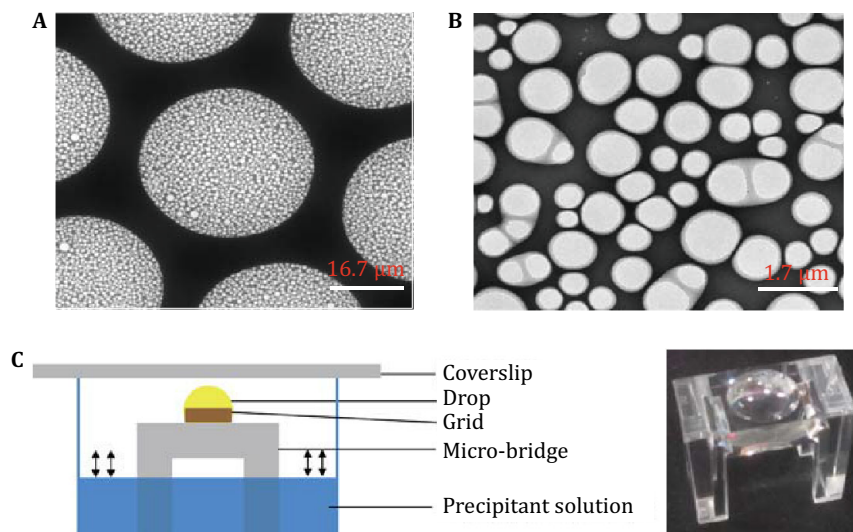 A
B
16.7 μm
1.7 μm
C
Coverslip
Drop
Grid
Micro-bridge
Precipitant solution